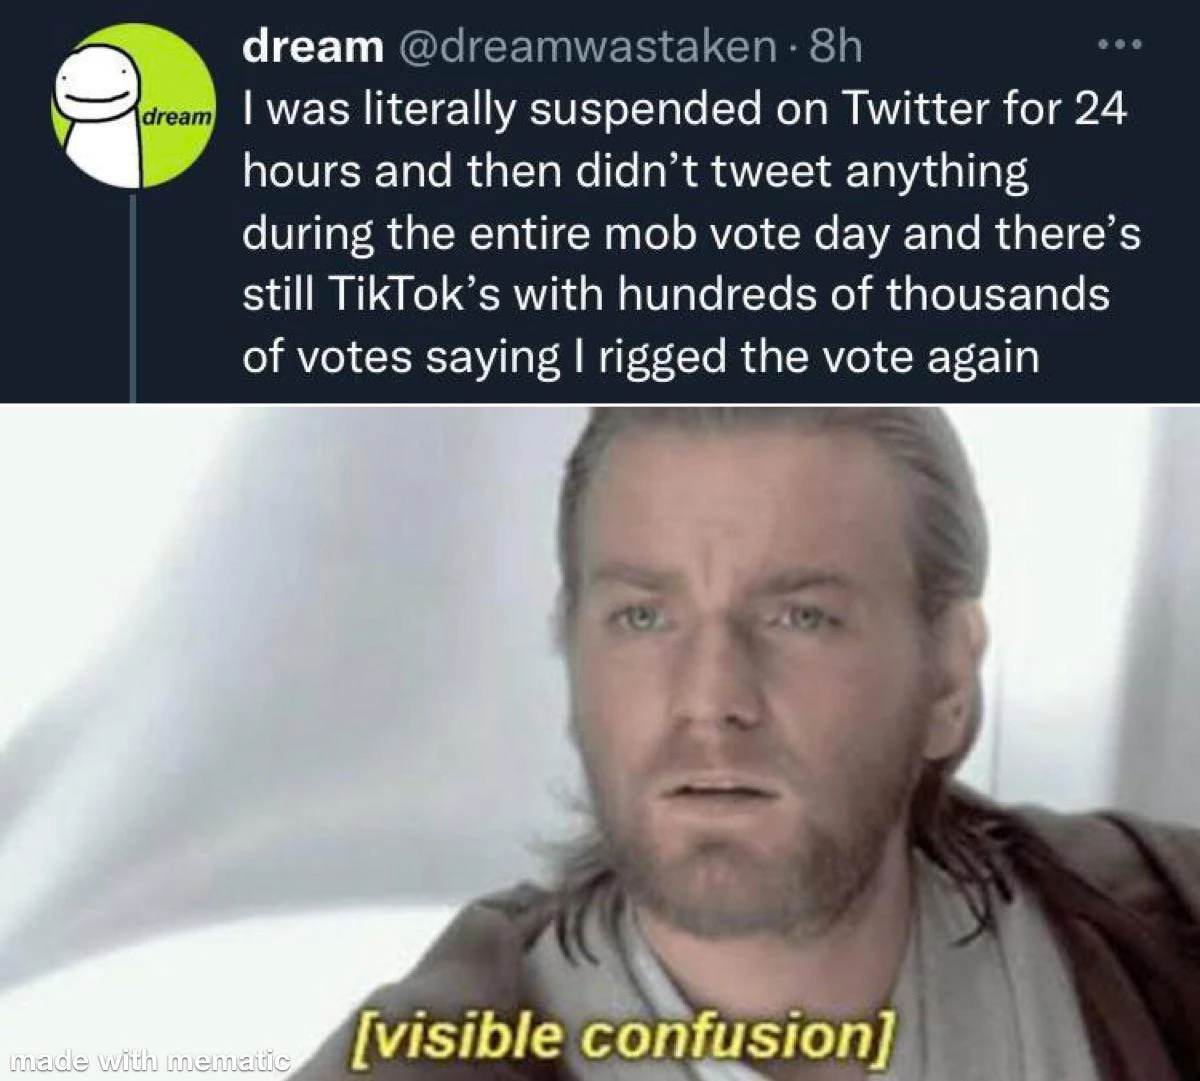 dream @dreamwastaken · 8h
dream
I was literally suspended on Twitter for 24
hours and then didn’t tweet anything
during the entire mob vote day and there’s
still TikTok’s with hundreds of thousands
of votes saying I rigged the vote again
[visible confusion]
made with mematic